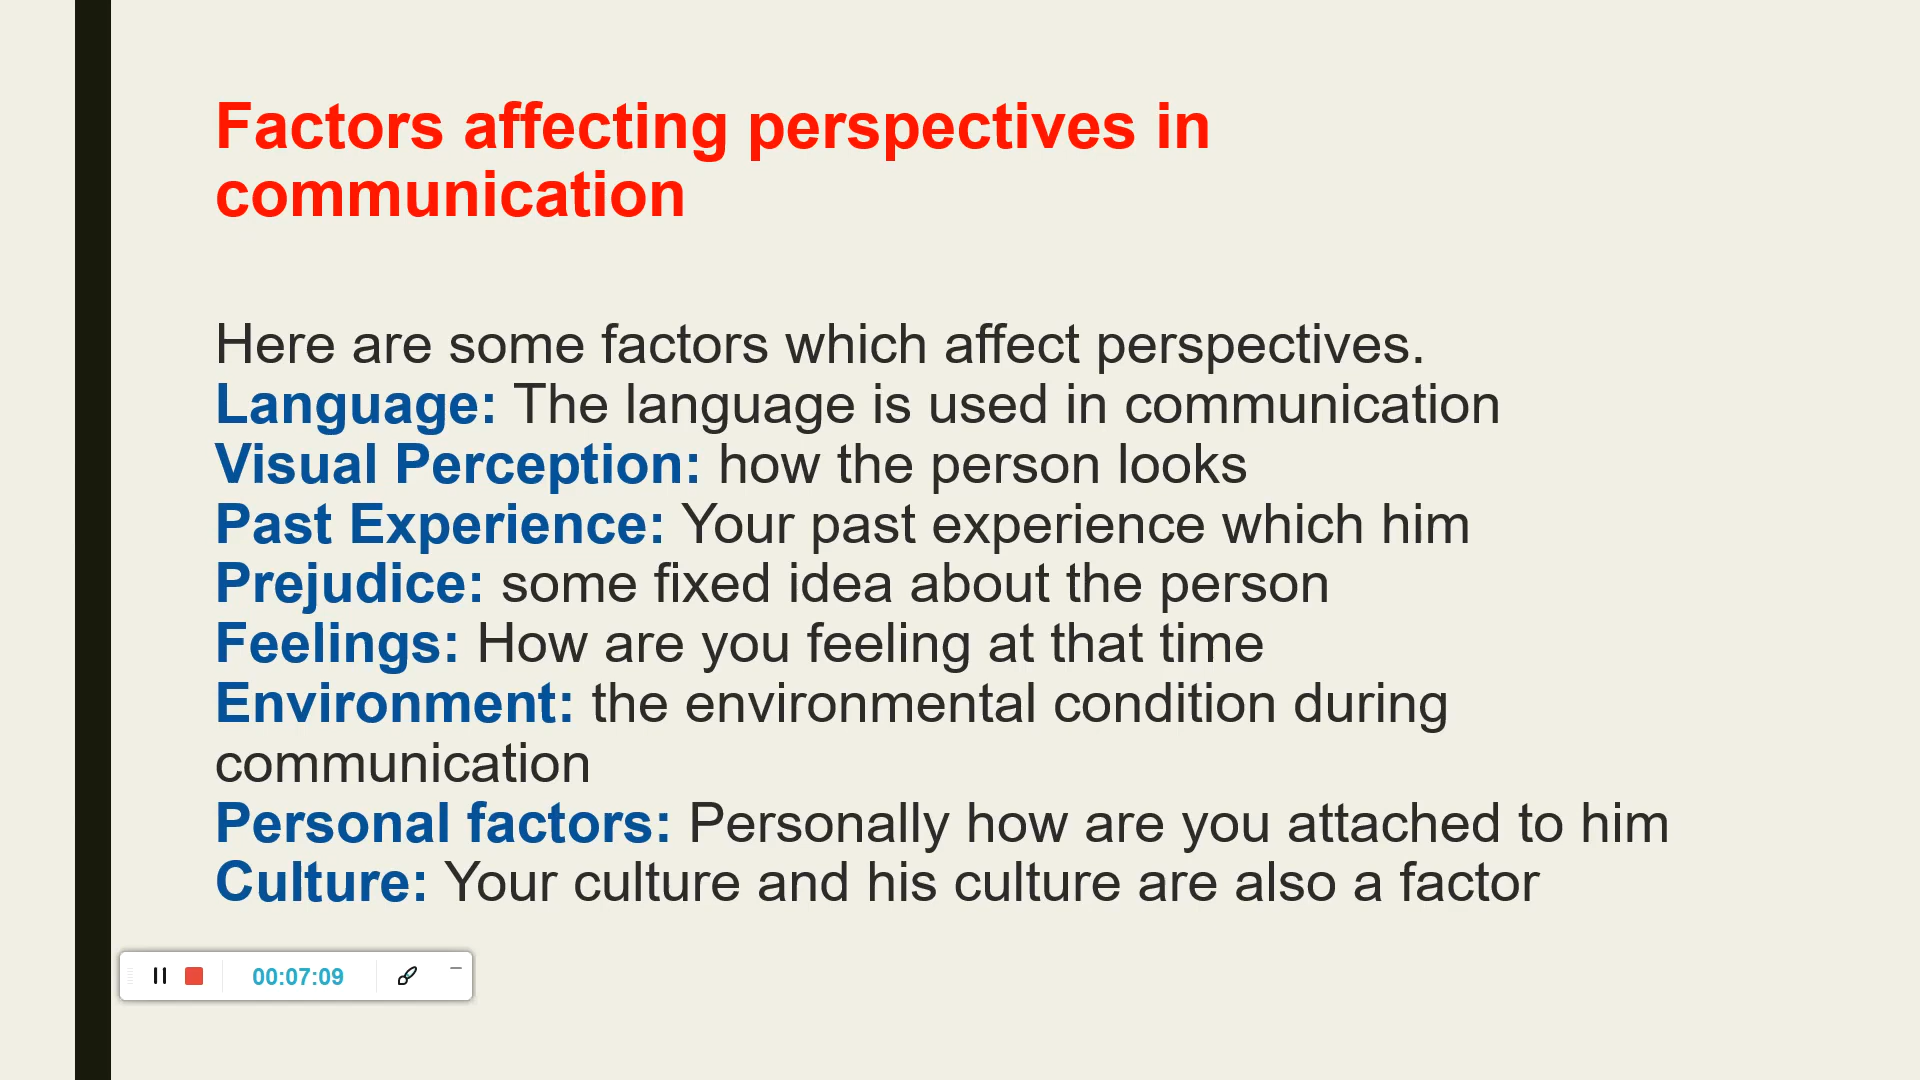 Factors affecting perspectives in
communication
Here are some factors which affect perspectives.
Language: The language is used in communication
Visual Perception: how the person looks
Past Experience: Your past experience which him
Prejudice: some fixed idea about the person
Feelings: How are you feeling at that time
Environment: the environmental condition during
communication
Personal factors: Personally how are you attached to him
Culture: Your culture and his culture are also a factor
00:07:09